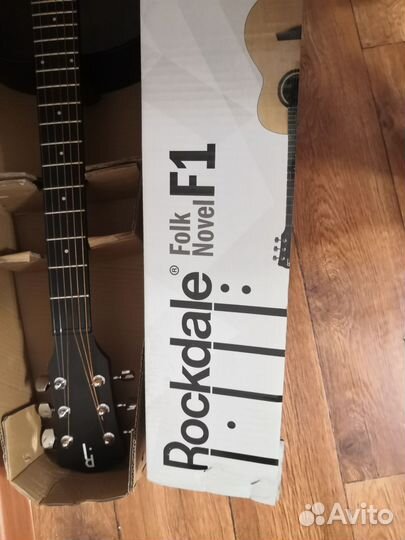 Rockdale®
Folk
Novel F1
R
Avito